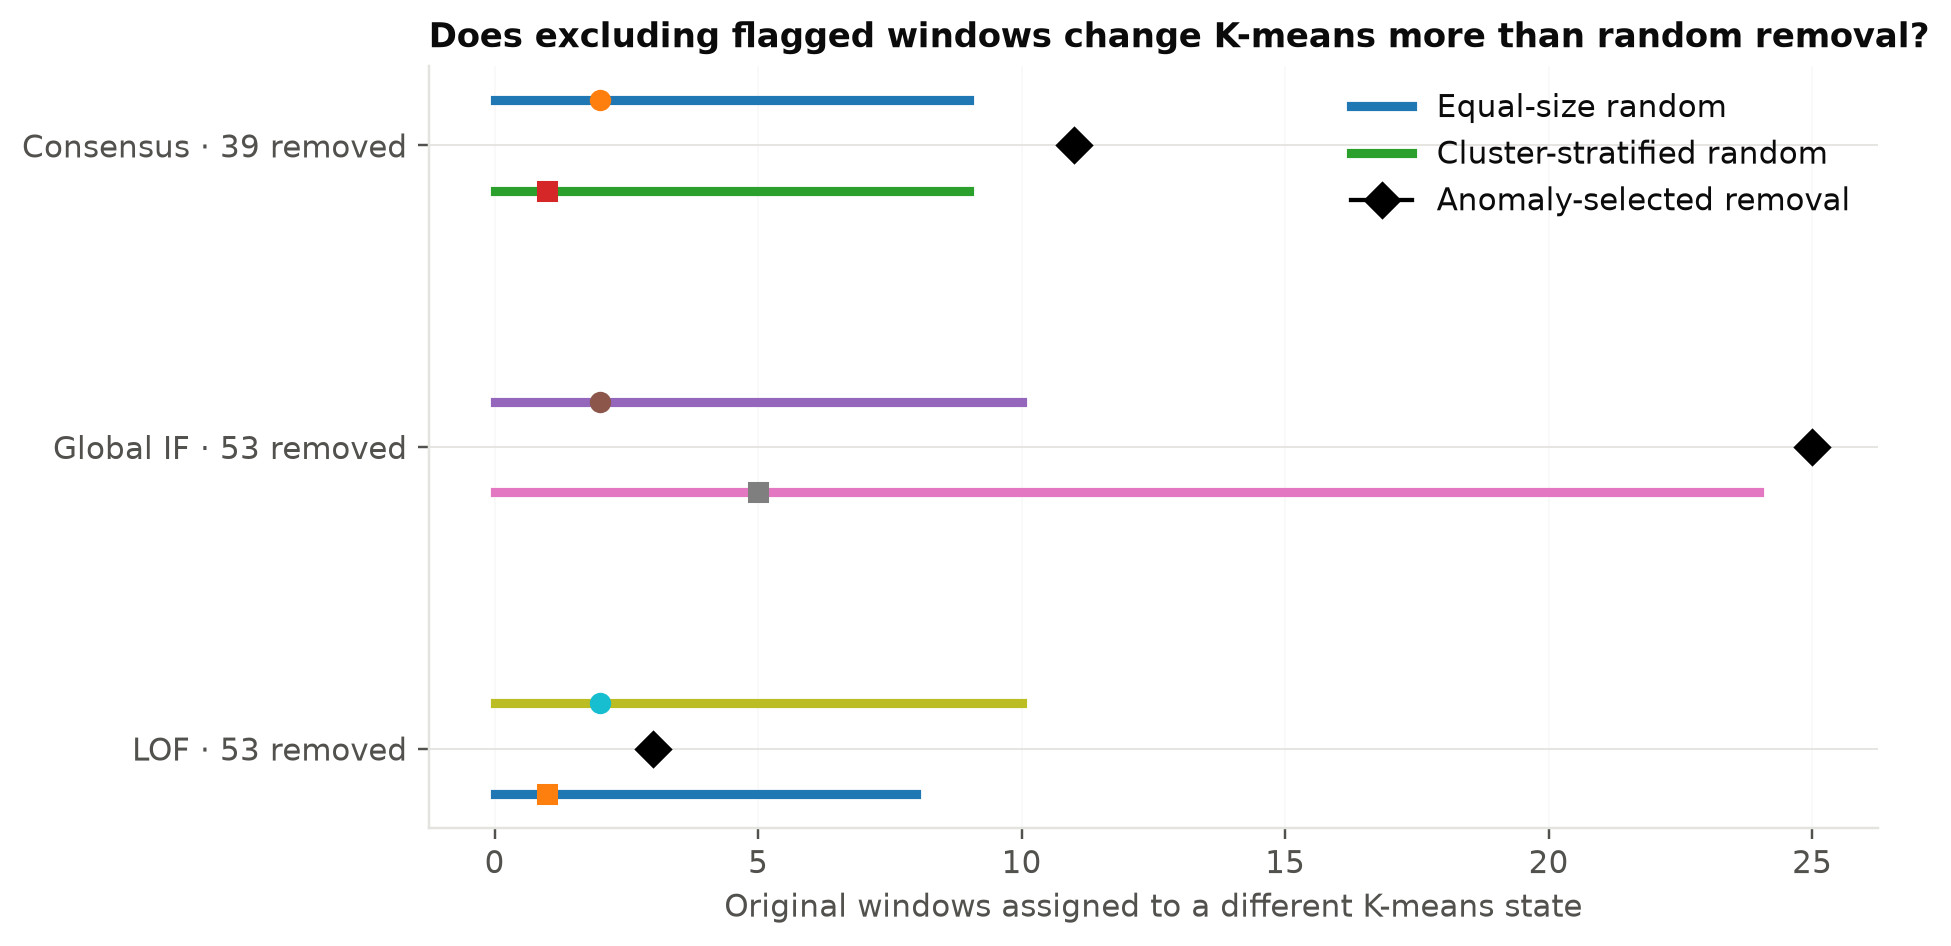 Does excluding flagged windows change K-means more than random removal?
Equal-size random
Cluster-stratified random
Anomaly-selected removal
Consensus · 39 removed
Global IF · 53 removed
LOF · 53 removed
0 5 10 15 20 25
Original windows assigned to a different K-means state